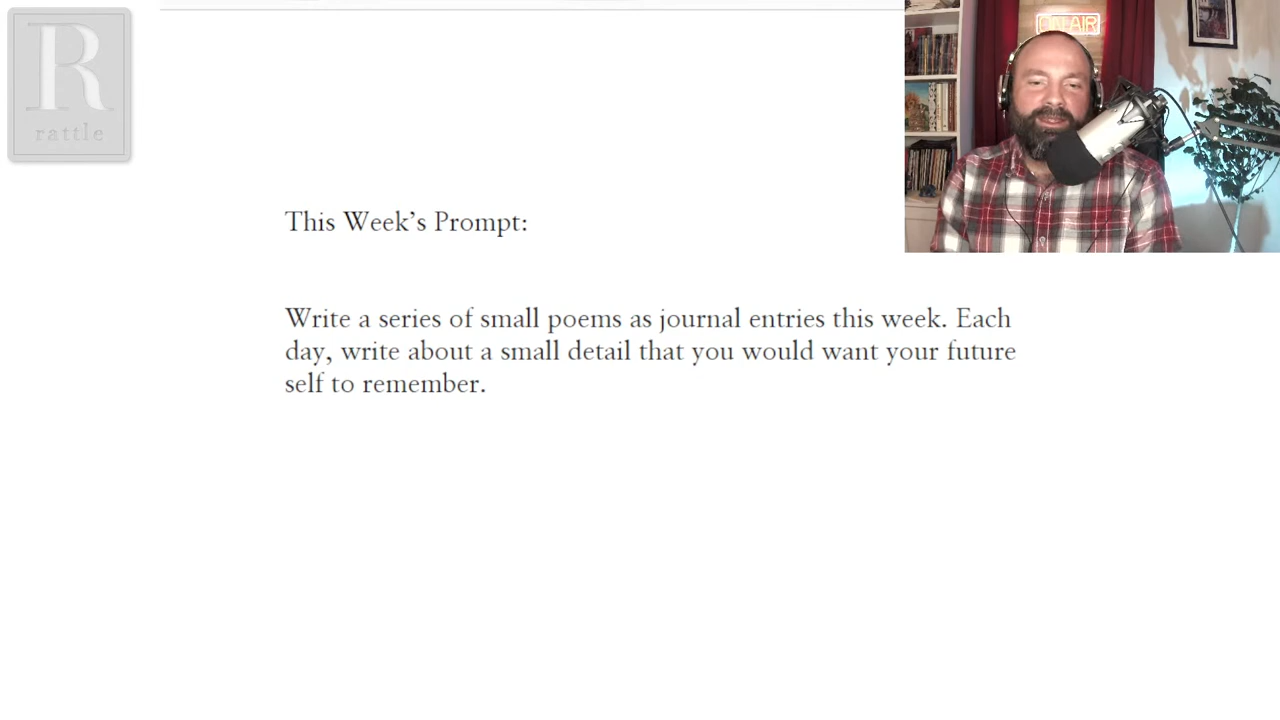 R
rattle
ON AIR
This Week's Prompt:
Write a series of small poems as journal entries this week. Each
day, write about a small detail that you would want your future
self to remember.